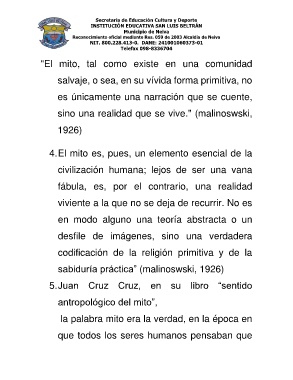 Secretaría de Educación Cultura y Deporte
INSTITUCIÓN EDUCATIVA SAN LUIS BELTRÁN
Municipio de Neiva
Reconocimiento oficial mediante Res. 059 de 2003 Alcaldía de Neiva
NIT. 800.228.413-0. DANE: 241001060373-01
Telefax 098-8336704
“El mito, tal como existe en una comunidad
salvaje, o sea, en su vívida forma primitiva, no
es únicamente una narración que se cuente,
sino una realidad que se vive.” (malinoswski,
1926)
4. El mito es, pues, un elemento esencial de la
civilización humana; lejos de ser una vana
fábula, es, por el contrario, una realidad
viviente a la que no se deja de recurrir. No es
en modo alguno una teoría abstracta o un
desfile de imágenes, sino una verdadera
codificación de la religión primitiva y de la
sabiduría práctica” (malinoswski, 1926)
5. Juan Cruz Cruz, en su libro “sentido
antropológico del mito”,
la palabra mito era la verdad, en la época en
que todos los seres humanos pensaban que